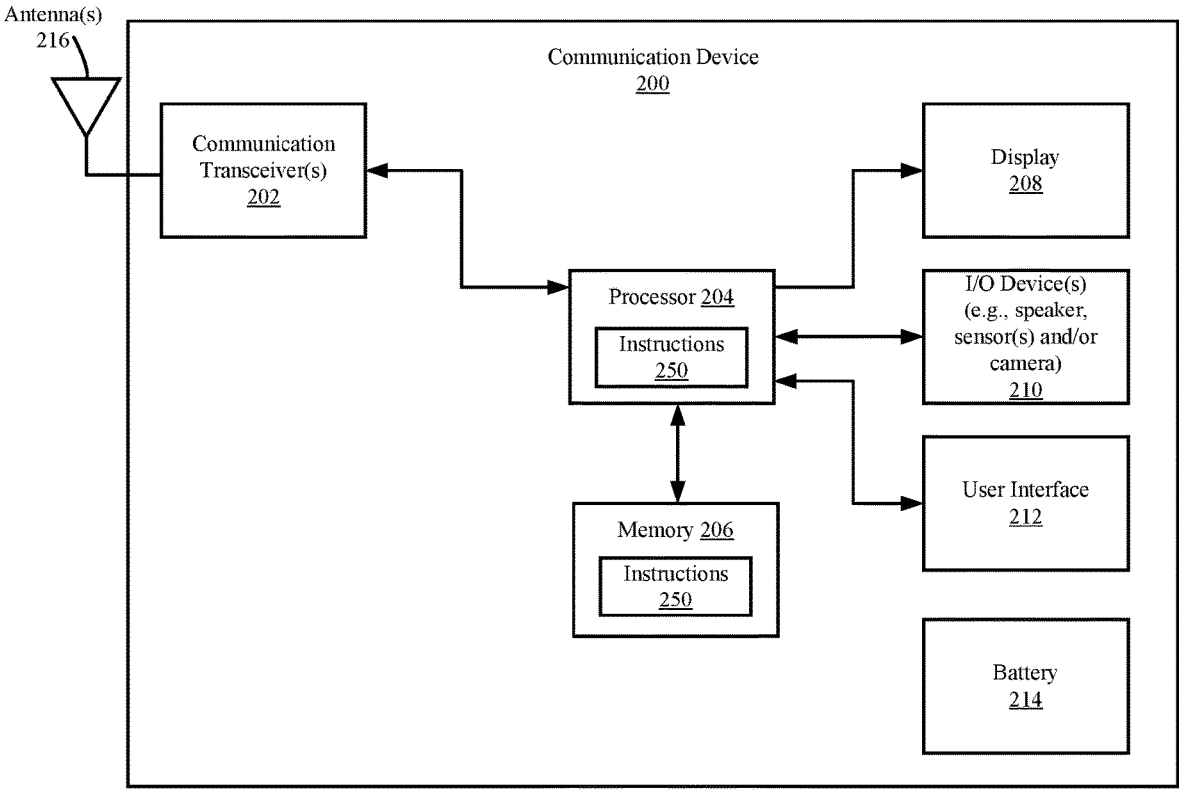 Antenna(s)
216
Communication Device
200
Communication
Transceiver(s)
202
Display
208
Processor 204
Instructions
250
I/O Device(s)
(e.g., speaker,
sensor(s) and/or
camera)
210
Memory 206
Instructions
250
User Interface
212
Battery
214